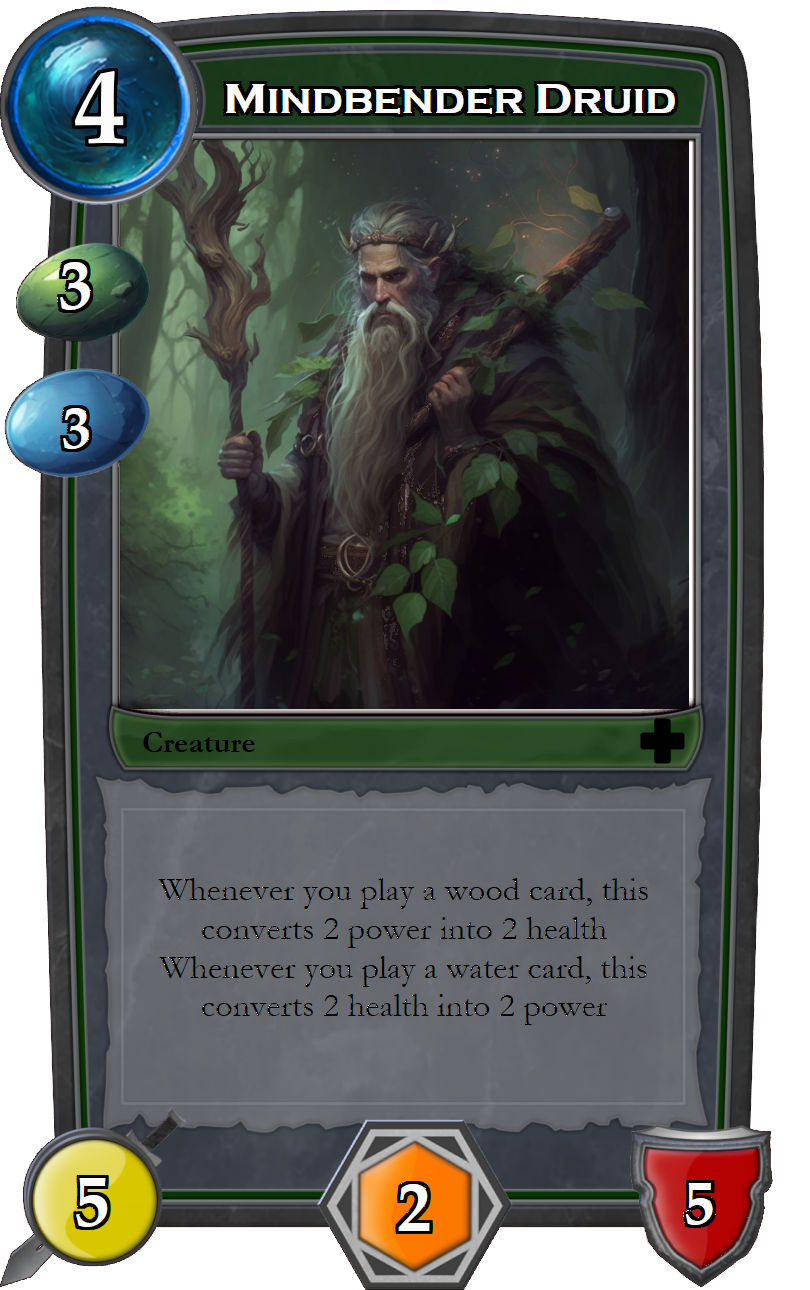 4
Mindbender Druid
3
3
Creature
Whenever you play a wood card, this
converts 2 power into 2 health
Whenever you play a water card, this
converts 2 health into 2 power
5
2
5